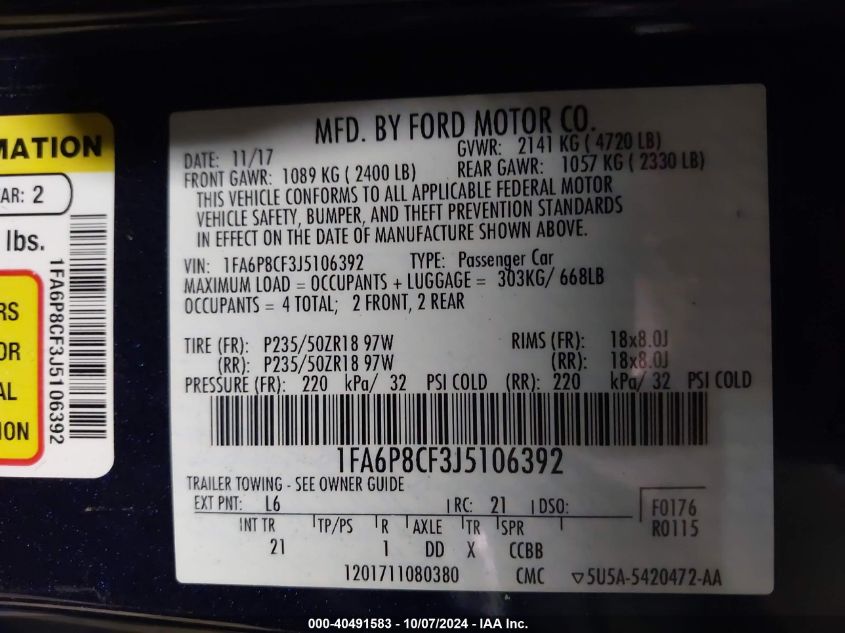 MATION
AR: 2
lbs.
1FA6P8CF3J5106392
RS
OR
AL
ION
MFD. BY FORD MOTOR CO.
DATE: 11/17
GVWR: 2141 KG ( 4720 LB)
FRONT GAWR: 1089 KG ( 2400 LB)
REAR GAWR: 1057 KG ( 2330 LB)
THIS VEHICLE CONFORMS TO ALL APPLICABLE FEDERAL MOTOR
VEHICLE SAFETY, BUMPER, AND THEFT PREVENTION STANDARDS
IN EFFECT ON THE DATE OF MANUFACTURE SHOWN ABOVE.
VIN: 1FA6P8CF3J5106392 TYPE: Passenger Car
MAXIMUM LOAD = OCCUPANTS + LUGGAGE = 303KG/ 668LB
OCCUPANTS = 4 TOTAL; 2 FRONT, 2 REAR
TIRE (FR): P235/50ZR18 97W RIMS (FR): 18x8.0J
(RR): P235/50ZR18 97W (RR): 18x8.0J
PRESSURE (FR): 220 kPa/ 32 PSI COLD (RR): 220 kPa/ 32 PSI COLD
1FA6P8CF3J5106392
TRAILER TOWING - SEE OWNER GUIDE
EXT PNT: L6 RC: 21 DSO:
F0176
R0115
INT TR TP/PS R AXLE TR SPR
21 1 DD X CCBB
1201711080380 CMC ▽5U5A-5420472-AA
000-40491583 - 10/07/2024 - IAA Inc.